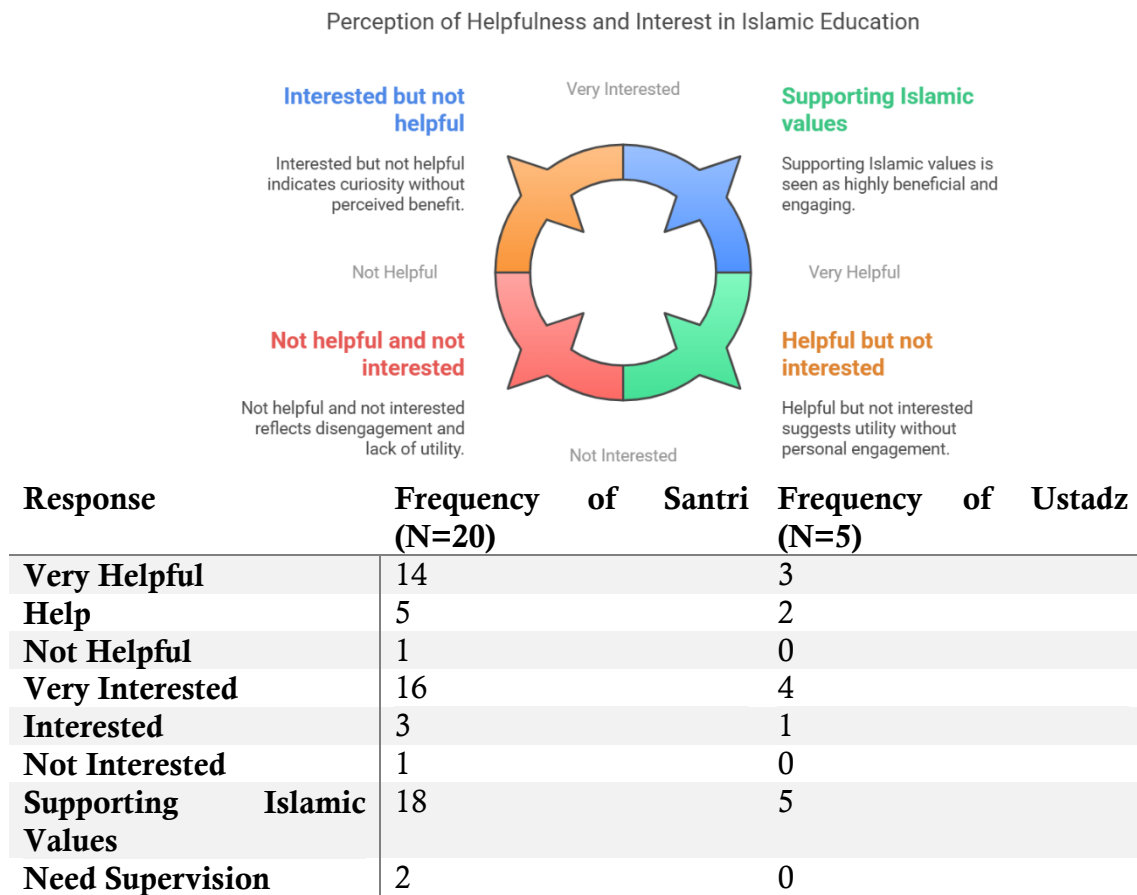 Perception of Helpfulness and Interest in Islamic Education
Very Interested
Interested but not
helpful
Interested but not helpful
indicates curiosity without
perceived benefit.
Supporting Islamic
values
Supporting Islamic values is
seen as highly beneficial and
engaging.
Not Helpful
Very Helpful
Not helpful and not
interested
Not helpful and not interested
reflects disengagement and
lack of utility.
Helpful but not
interested
Helpful but not interested
suggests utility without
personal engagement.
Not Interested
Response Frequency of Santri Frequency of Ustadz
(N=20) (N=5)
Very Helpful 14 3
Help 5 2
Not Helpful 1 0
Very Interested 16 4
Interested 3 1
Not Interested 1 0
Supporting Islamic 18 5
Values
Need Supervision 2 0